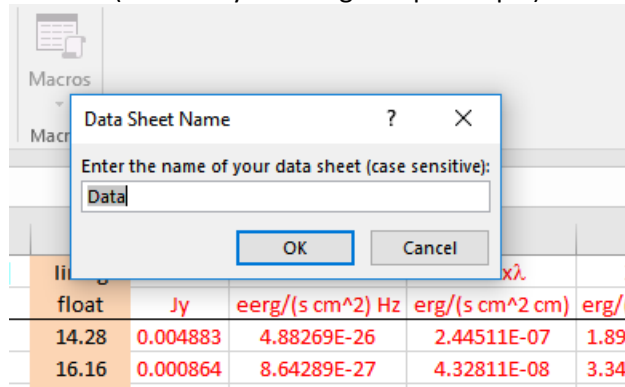 Macros
Data Sheet Name ? X
Macr
Enter the name of your data sheet (case sensitive):
Data
OK Cancel
xλ
float Jy eerg/(s cm^2) Hz erg/(s cm^2 cm) erg/(
14.28 0.004883 4.88269E-26 2.44511E-07 1.89
16.16 0.000864 8.64289E-27 4.32811E-08 3.34